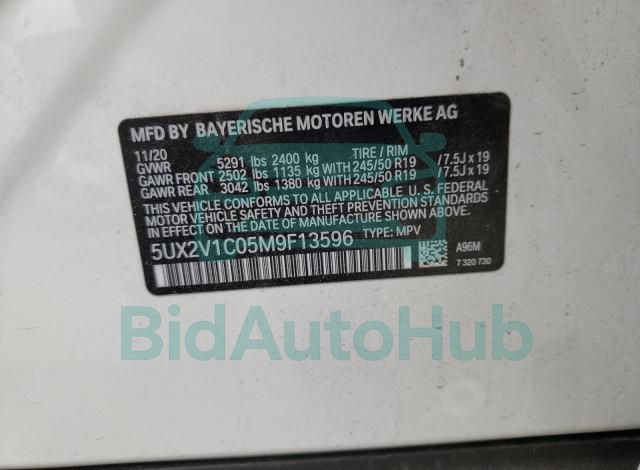 MFD BY BAYERISCHE MOTOREN WERKE AG
11/20
GVWR 5291 lbs 2400 kg TIRE / RIM
GAWR FRONT 2502 lbs 1135 kg WITH 245/50 R19 /7.5J x 19
GAWR REAR 3042 lbs 1380 kg WITH 245/50 R19 /7.5J x 19
THIS VEHICLE CONFORMS TO ALL APPLICABLE U.S. FEDERAL
MOTOR VEHICLE SAFETY
THEFT PREVENTION STANDARDS IN EFFECT ON THE DATE OF MANUFACTURE SHOWN ABOVE.
5UX2V1C05M9F13596 TYPE: MPV
A96M
7 320 730
BidAutoHub